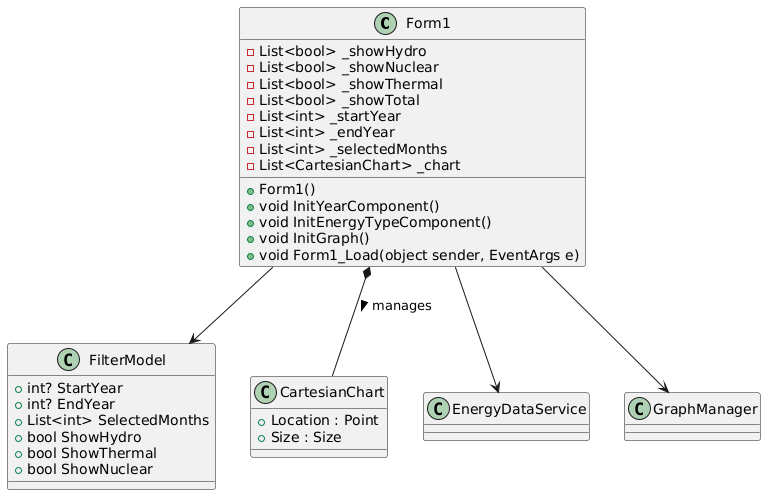 C Form1
List<bool> _showHydro
List<bool> _showNuclear
List<bool> _showThermal
List<bool> _showTotal
List<int> _startYear
List<int> _endYear
List<int> _selectedMonths
List<CartesianChart> _chart
Form1()
void InitYearComponent()
void InitEnergyTypeComponent()
void InitGraph()
void Form1_Load(object sender, EventArgs e)
manages
C FilterModel
int? StartYear
int? EndYear
List<int> SelectedMonths
bool ShowHydro
bool ShowThermal
bool ShowNuclear
C CartesianChart
Location : Point
Size : Size
C EnergyDataService
C GraphManager